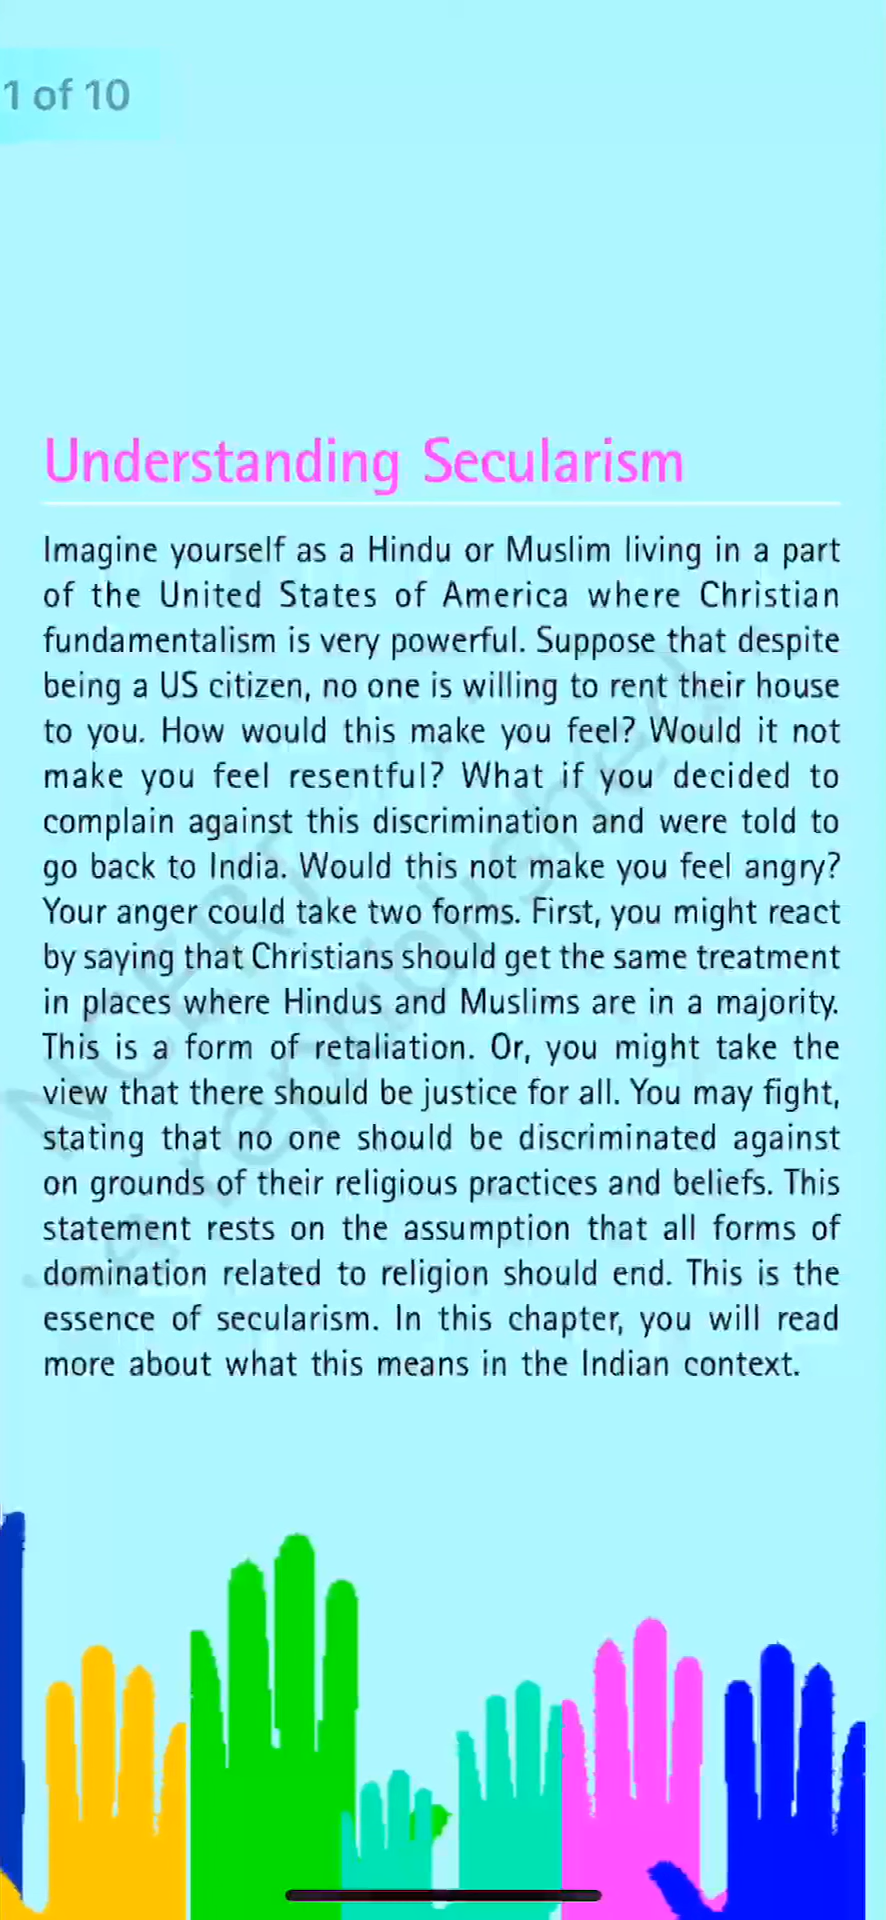 1 of 10
Understanding Secularism
Imagine yourself as a Hindu or Muslim living in a part
of the United States of America where Christian
fundamentalism is very powerful. Suppose that despite
being a US citizen, no one is willing to rent their house
to you. How would this make you feel? Would it not
make you feel resentful? What if you decided to
complain against this discrimination and were told to
go back to India. Would this not make you feel angry?
Your anger could take two forms. First, you might react
by saying that Christians should get the same treatment
in places where Hindus and Muslims are in a majority.
This is a form of retaliation. Or, you might take the
view that there should be justice for all. You may fight,
stating that no one should be discriminated against
on grounds of their religious practices and beliefs. This
statement rests on the assumption that all forms of
domination related to religion should end. This is the
essence of secularism. In this chapter, you will read
more about what this means in the Indian context.
NCERT
republished